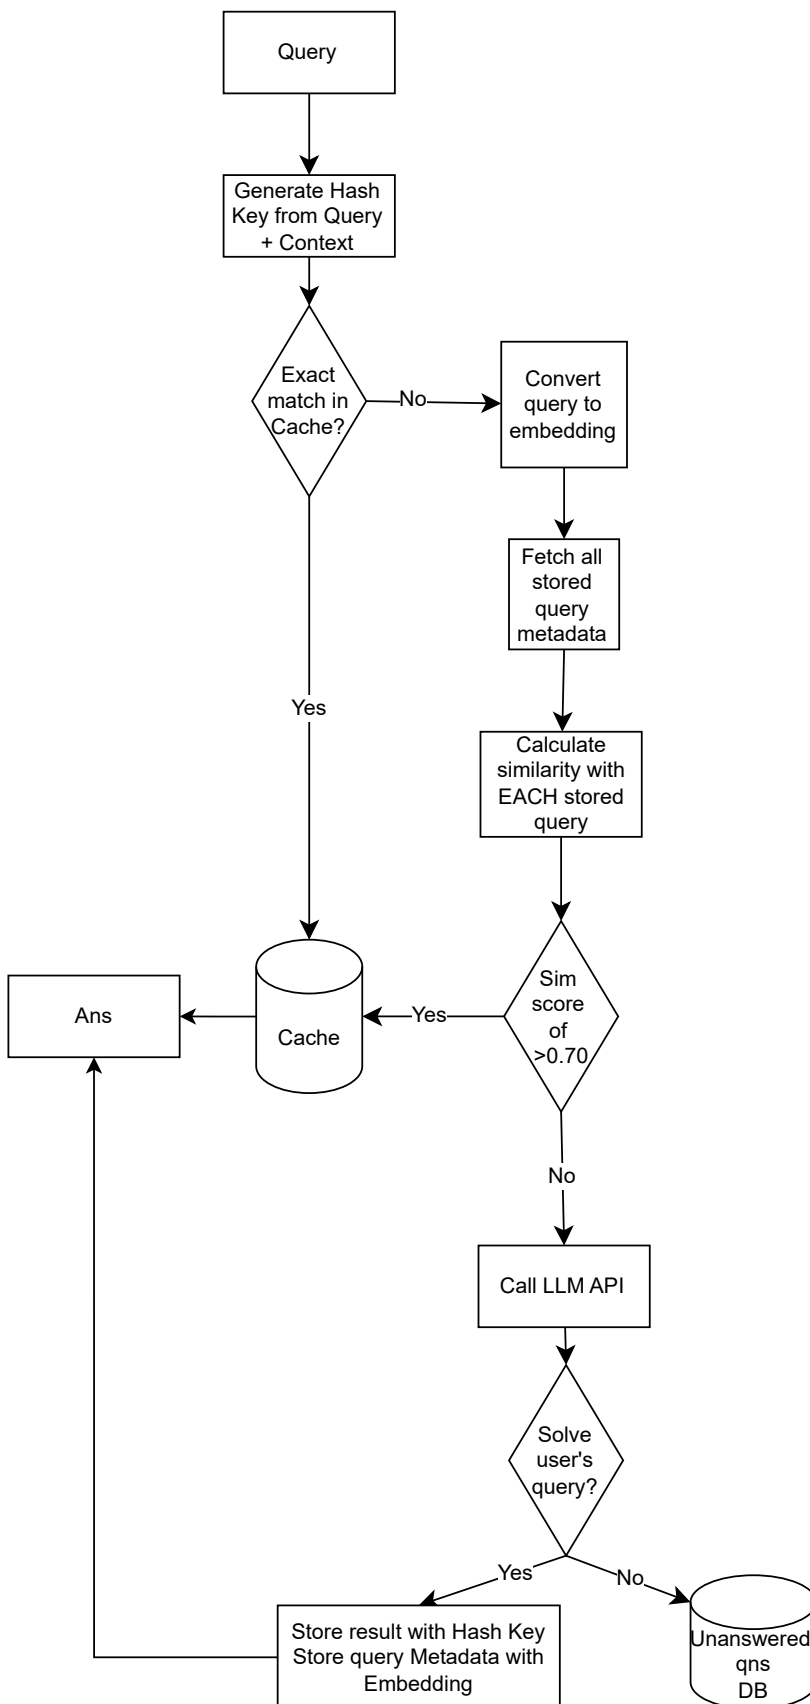 Query
Generate Hash
Key from Query
+ Context
Exact
match in
Cache?
No
Convert
query to
embedding
Fetch all
stored
query
metadata
Yes
Calculate
similarity with
EACH stored
query
Ans
Cache
Yes
Sim
score
of
>0.70
No
Call LLM API
Solve
user's
query?
Yes
No
Store result with Hash Key
Store query Metadata with
Embedding
Unanswered
qns
DB